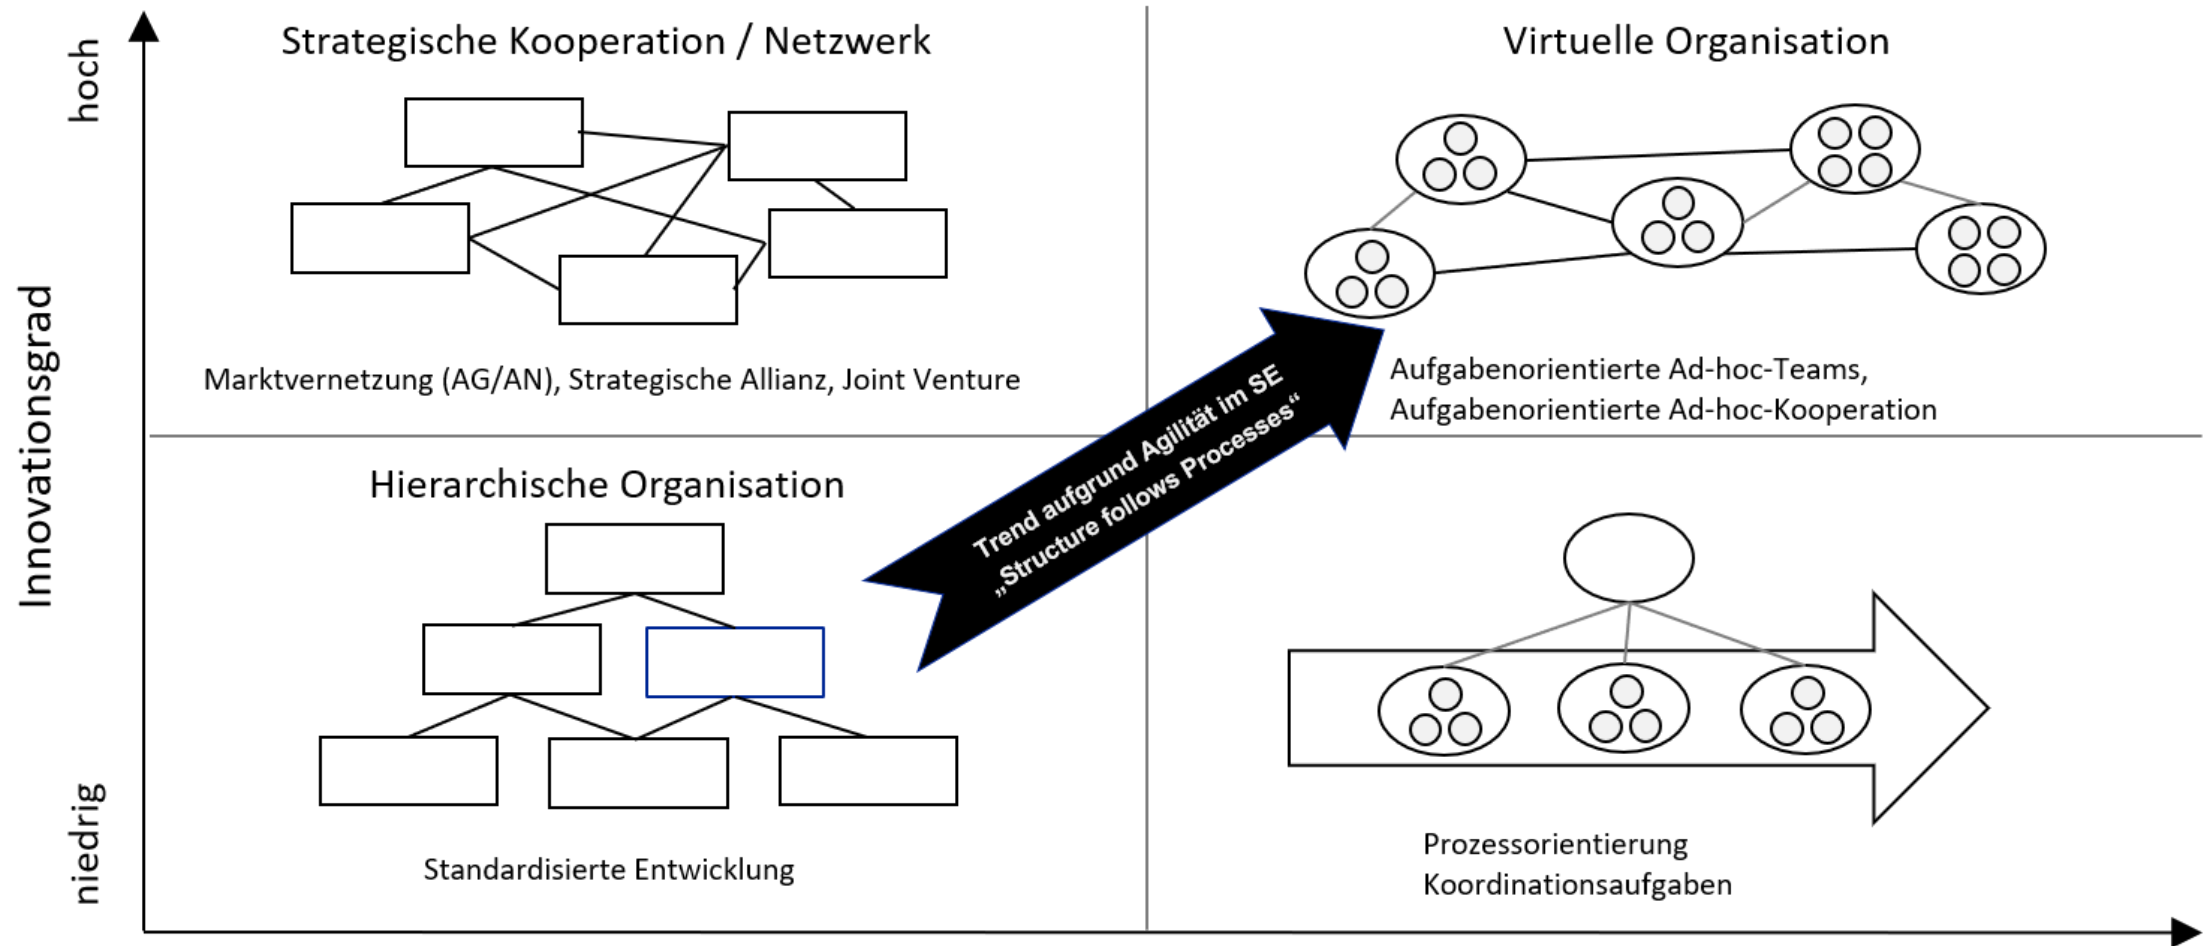 hoch
Innovationsgrad
niedrig
Strategische Kooperation / Netzwerk
Marktvernetzung (AG/AN), Strategische Allianz, Joint Venture
Virtuelle Organisation
Aufgabenorientierte Ad-hoc-Teams,
Aufgabenorientierte Ad-hoc-Kooperation
Trend aufgrund Agilität im SE
„Structure follows Processes“
Hierarchische Organisation
Standardisierte Entwicklung
Prozessorientierung
Koordinationsaufgaben